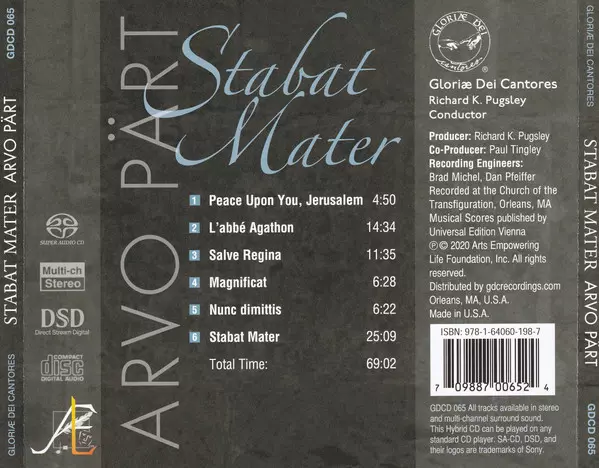 GDCD 065
STABAT MATER ARVO PÄRT
GLORIÆ DEI CANTORES
ARVO PÄRT
Stabat
Mater
1 Peace Upon You, Jerusalem 4:50
2 L'abbé Agathon 14:34
3 Salve Regina 11:35
4 Magnificat 6:28
5 Nunc dimittis 6:22
6 Stabat Mater 25:09
Total Time: 69:02
SUPER AUDIO CD
Multi-ch
Stereo
DSD
Direct Stream Digital
COMPACT
disc
DIGITAL AUDIO
GLORIÆ DEI
cantores
Gloriæ Dei Cantores
Richard K. Pugsley
Conductor
Producer: Richard K. Pugsley
Co-Producer: Paul Tingley
Recording Engineers:
Brad Michel, Dan Pfeiffer
Recorded at the Church of the
Transfiguration, Orleans, MA
Musical Scores published by
Universal Edition Vienna
℗© 2020 Arts Empowering
Life Foundation, Inc. All rights
reserved.
Distributed by gdcrecordings.com
Orleans, MA, U.S.A.
Made in U.S.A.
ISBN: 978-1-64060-198-7
7 09887 00652 4
GDCD 065 All tracks available in stereo
and multi-channel surround sound.
This Hybrid CD can be played on any
standard CD player. SA-CD, DSD, and
their logos are trademarks of Sony.
GLORIÆ DEI CANTORES
STABAT MATER ARVO PÄRT
GDCD 065